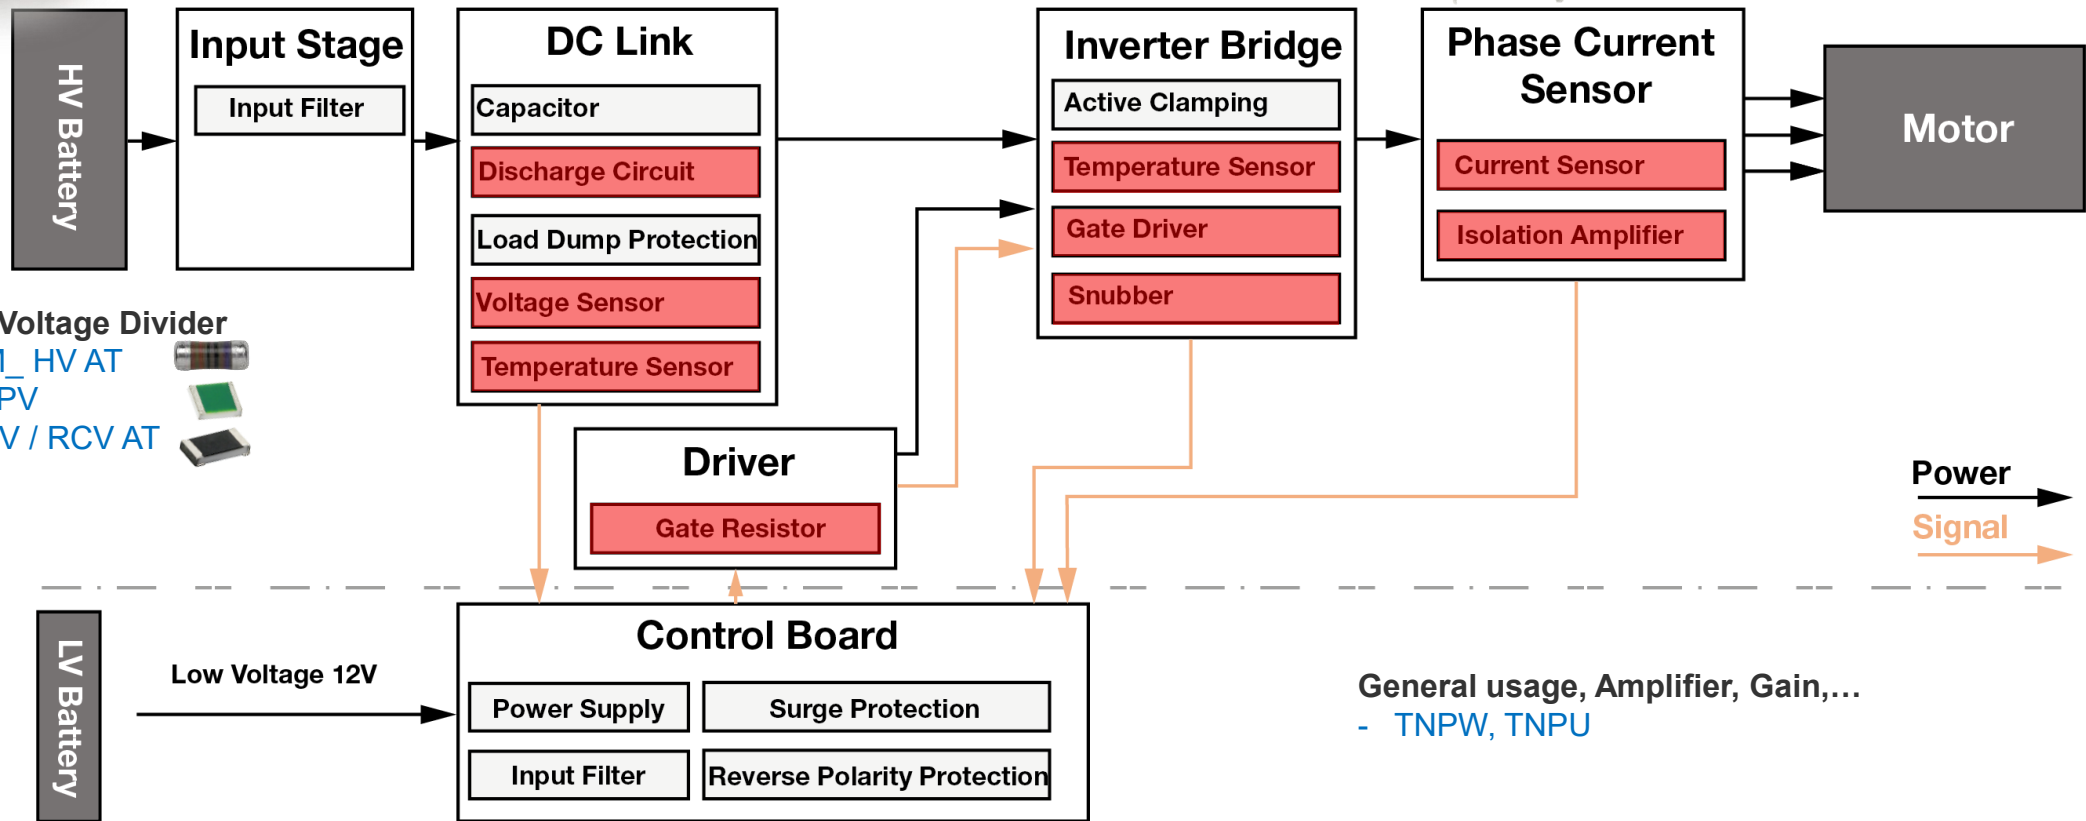 HV Battery
Input Stage
Input Filter
DC Link
Capacitor
Discharge Circuit
Load Dump Protection
Voltage Sensor
Temperature Sensor
Inverter Bridge
Active Clamping
Temperature Sensor
Gate Driver
Snubber
Phase Current
Sensor
Current Sensor
Isolation Amplifier
Motor
Voltage Divider
HV AT
PV
V / RCV AT
Driver
Gate Resistor
Power
Signal
LV Battery
Low Voltage 12V
Control Board
Power Supply
Surge Protection
Input Filter
Reverse Polarity Protection
General usage, Amplifier, Gain,...
- TNPW, TNPU